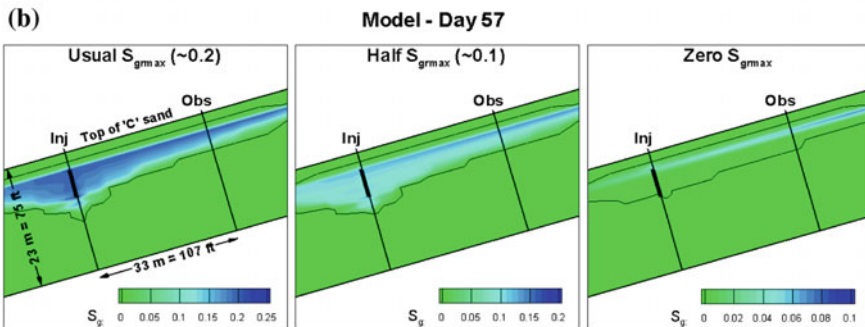 (b)
Model - Day 57
Usual Sgrmax (~0.2)
Half Sgrmax (~0.1)
Zero Sgrmax
Inj
Top of 'C' sand
Obs
23 m = 75 ft
33 m = 107 ft
Inj
Obs
Inj
Obs
Sg:
0 0.05 0.1 0.15 0.2 0.25
Sg:
0 0.05 0.1 0.15 0.2
Sg:
0 0.02 0.04 0.06 0.08 0.1